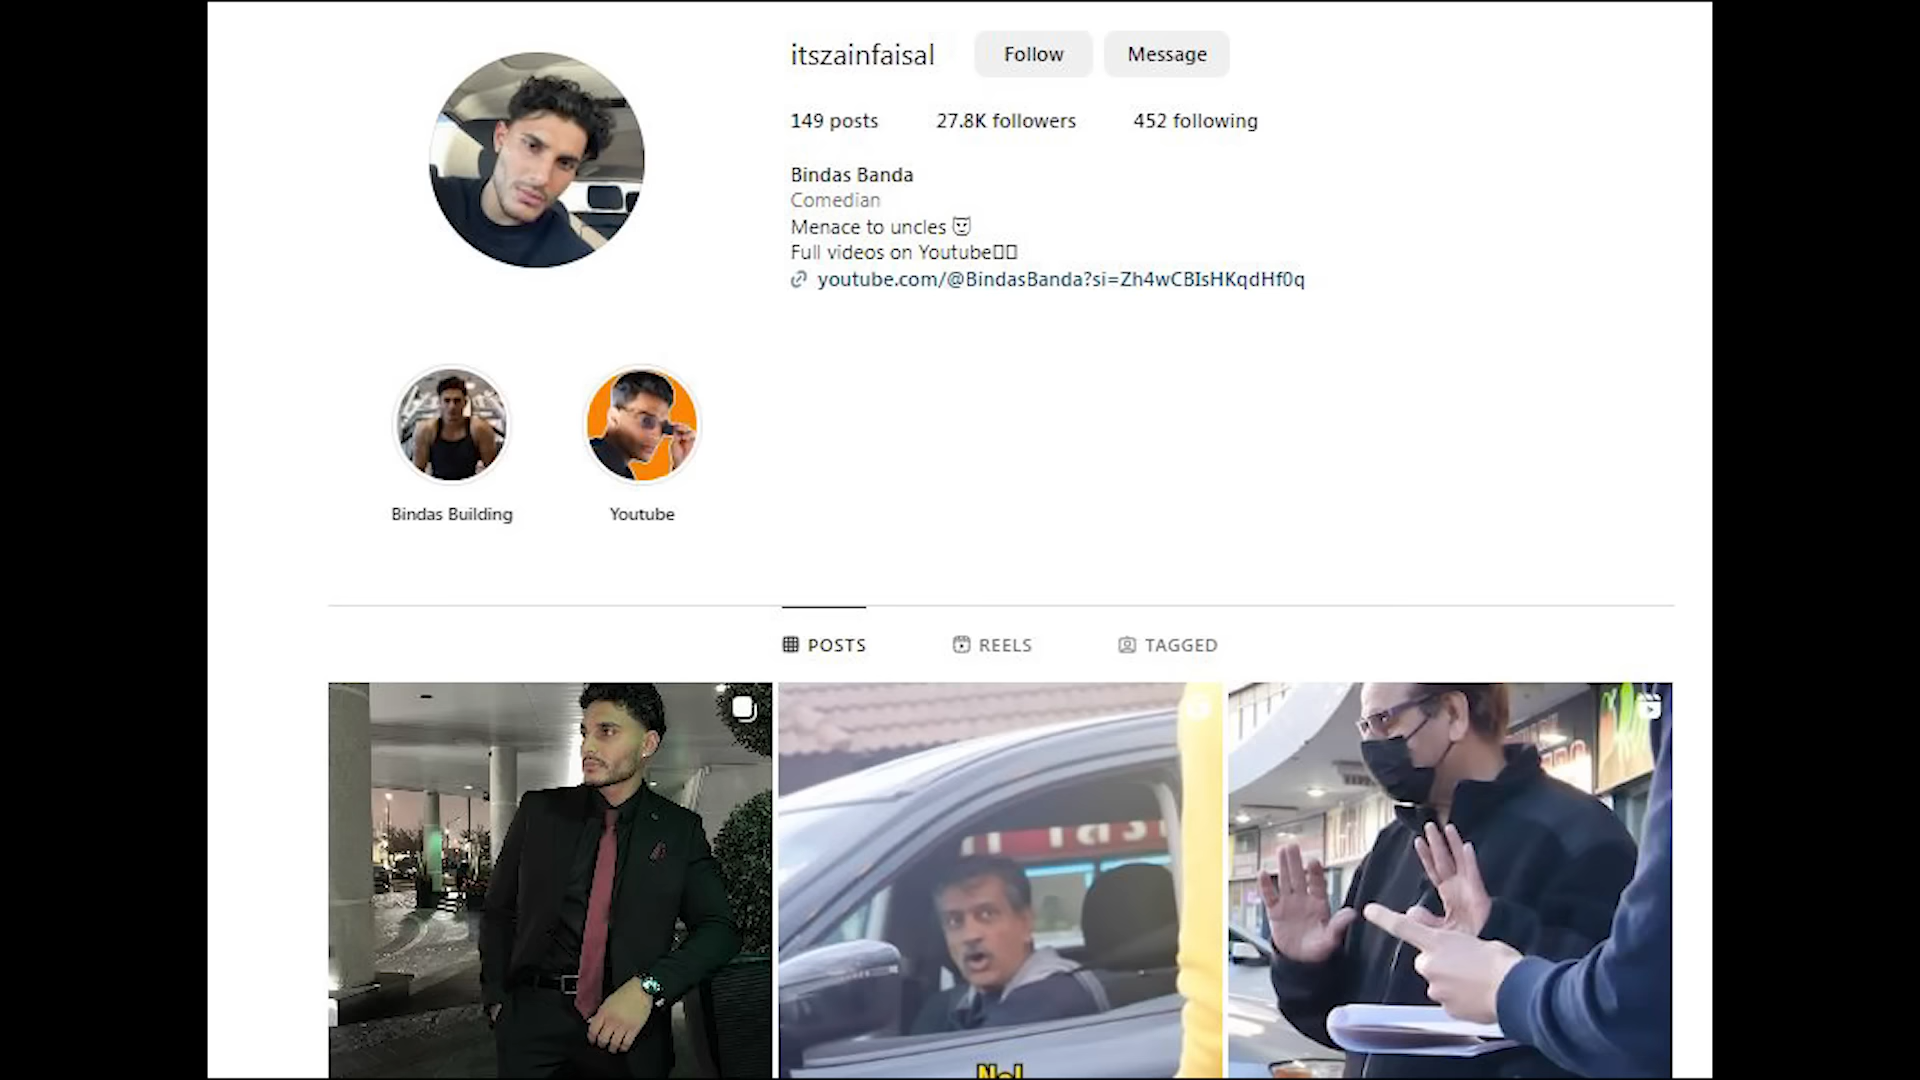 itszainfaisal Follow Message
149 posts 27.8K followers 452 following
Bindas Banda
Comedian
Menace to uncles 😈
Full videos on Youtube
youtube.com/@BindasBanda?si=Zh4wCBIsHKqdHf0q
Bindas Building Youtube
POSTS REELS TAGGED
No!